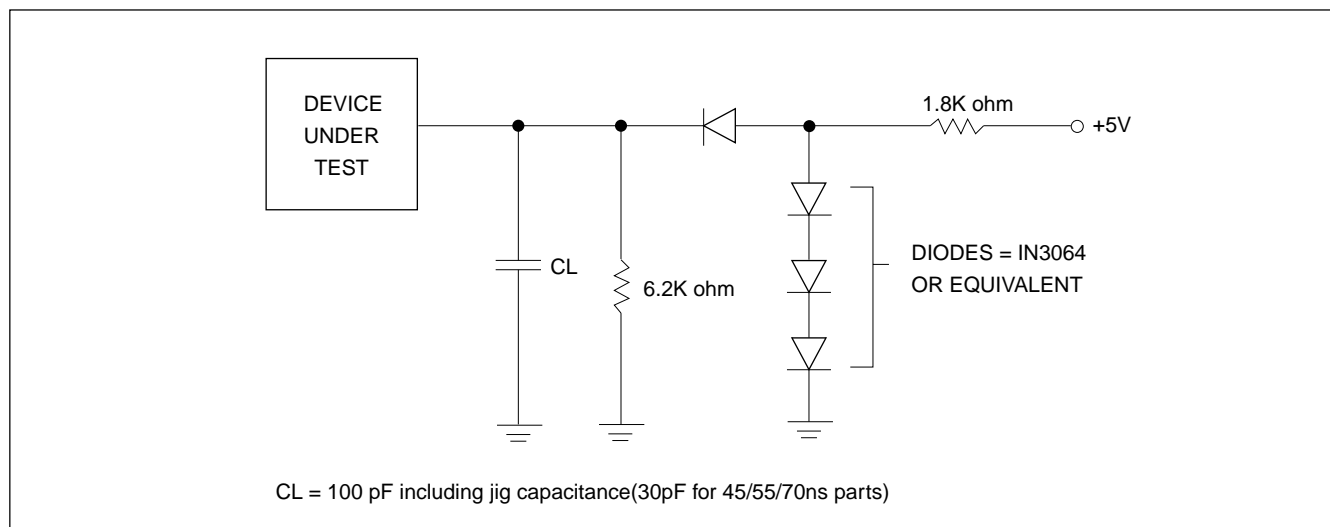 DEVICE
UNDER
TEST
1.8K ohm
+5V
CL
6.2K ohm
DIODES = IN3064
OR EQUIVALENT
CL = 100 pF including jig capacitance(30pF for 45/55/70ns parts)